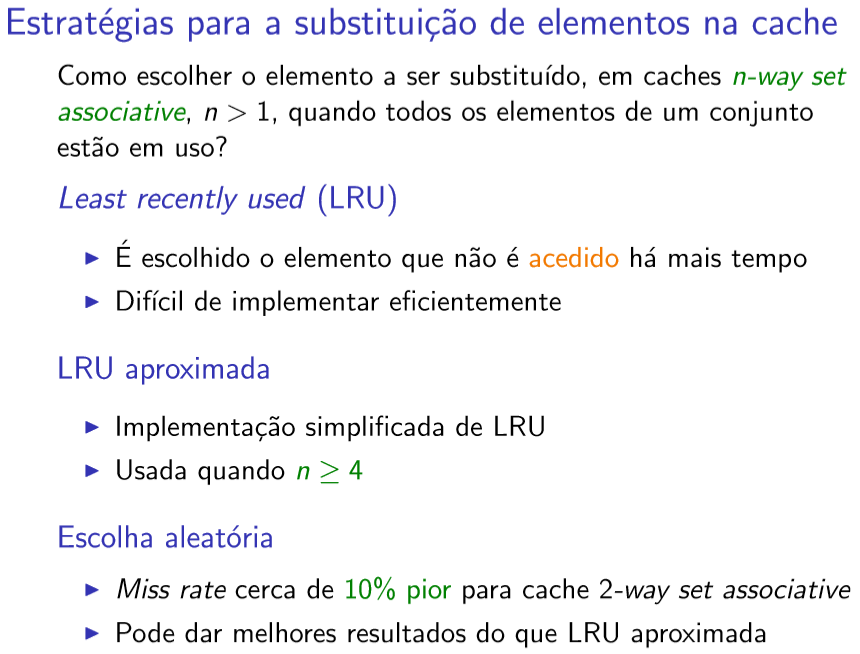 Estratégias para a substituição de elementos na cache
Como escolher o elemento a ser substituído, em caches n-way set
associative, n > 1, quando todos os elementos de um conjunto
estão em uso?
Least recently used (LRU)
▶ É escolhido o elemento que não é acedido há mais tempo
▶ Difícil de implementar eficientemente
LRU aproximada
▶ Implementação simplificada de LRU
▶ Usada quando n ≥ 4
Escolha aleatória
▶ Miss rate cerca de 10% pior para cache 2-way set associative
▶ Pode dar melhores resultados do que LRU aproximada